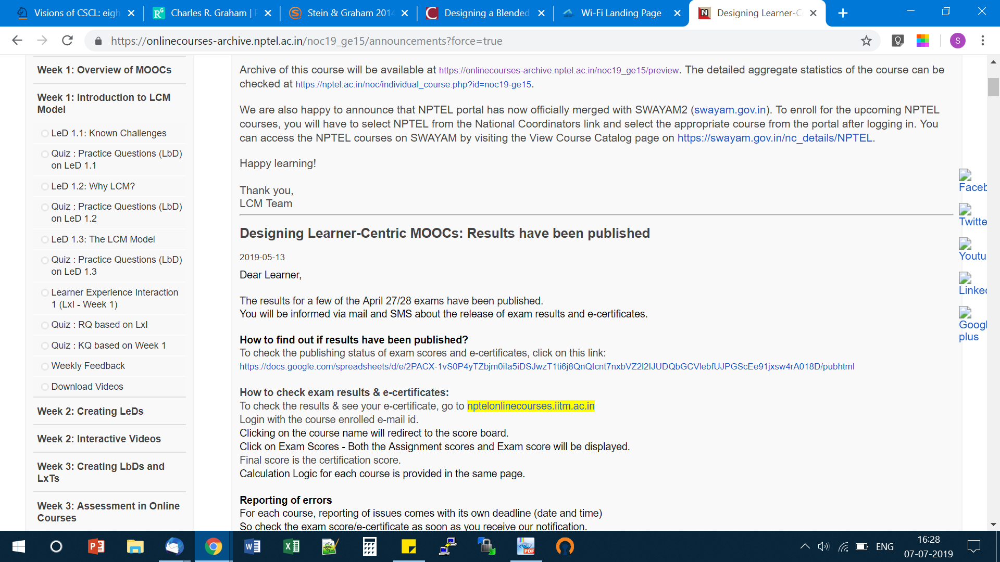 Visions of CSCL: eigh
Charles R. Graham |
Stein & Graham 2014
Designing a Blended
Wi-Fi Landing Page
Designing Learner-C
https://onlinecourses-archive.nptel.ac.in/noc19_ge15/announcements?force=true
S
Week 1: Overview of MOOCs
Week 1: Introduction to LCM
Model
LeD 1.1: Known Challenges
Quiz : Practice Questions (LbD)
on LeD 1.1
LeD 1.2: Why LCM?
Quiz : Practice Questions (LbD)
on LeD 1.2
LeD 1.3: The LCM Model
Quiz : Practice Questions (LbD)
on LeD 1.3
Learner Experience Interaction
1 (LxI - Week 1)
Quiz : RQ based on LxI
Quiz : KQ based on Week 1
Weekly Feedback
Download Videos
Week 2: Creating LeDs
Week 2: Interactive Videos
Week 3: Creating LbDs and
LxTs
Week 3: Assessment in Online
Courses
Archive of this course will be available at https://onlinecourses-archive.nptel.ac.in/noc19_ge15/preview. The detailed aggregate statistics of the course can be
checked at https://nptel.ac.in/noc/individual_course.php?id=noc19-ge15.
We are also happy to announce that NPTEL portal has now officially merged with SWAYAM2 (swayam.gov.in). To enroll for the upcoming NPTEL
courses, you will have to select NPTEL from the National Coordinators link and select the appropriate course from the portal after logging in. You
can access the NPTEL courses on SWAYAM by visiting the View Course Catalog page on https://swayam.gov.in/nc_details/NPTEL.
Happy learning!
Thank you,
LCM Team
Designing Learner-Centric MOOCs: Results have been published
2019-05-13
Dear Learner,
The results for a few of the April 27/28 exams have been published.
You will be informed via mail and SMS about the release of exam results and e-certificates.
How to find out if results have been published?
To check the publishing status of exam scores and e-certificates, click on this link:
https://docs.google.com/spreadsheets/d/e/2PACX-1vS0P4yTZbjm0iIa5iDSJwzT1ti6j8QnQIcnt7nxbVZ2I2IJUDQbGCVlebfUJPGScEe91jxsw4rA018D/pubhtml
How to check exam results & e-certificates:
To check the results & see your e-certificate, go to nptelonlinecourses.iitm.ac.in
Login with the course enrolled e-mail id.
Clicking on the course name will redirect to the score board.
Click on Exam Scores - Both the Assignment scores and Exam score will be displayed.
Final score is the certification score.
Calculation Logic for each course is provided in the same page.
Reporting of errors
For each course, reporting of issues comes with its own deadline (date and time)
So check the exam score/e-certificate as soon as you receive our notification.
Faceb
Twitte
Youtu
Linked
Googl
plus
ENG
16:28
07-07-2019